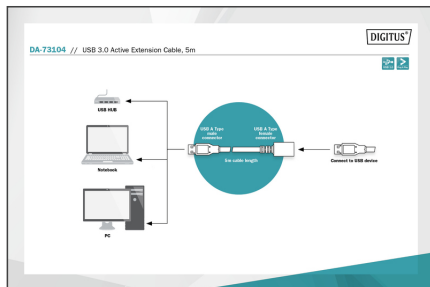 DIGITUS®
DA-73104 // USB 3.0 Active Extension Cable, 5m
USB HUB
USB A Type
male
connector
USB A Type
female
connector
5m cable length
Connect to USB device
Notebook
PC